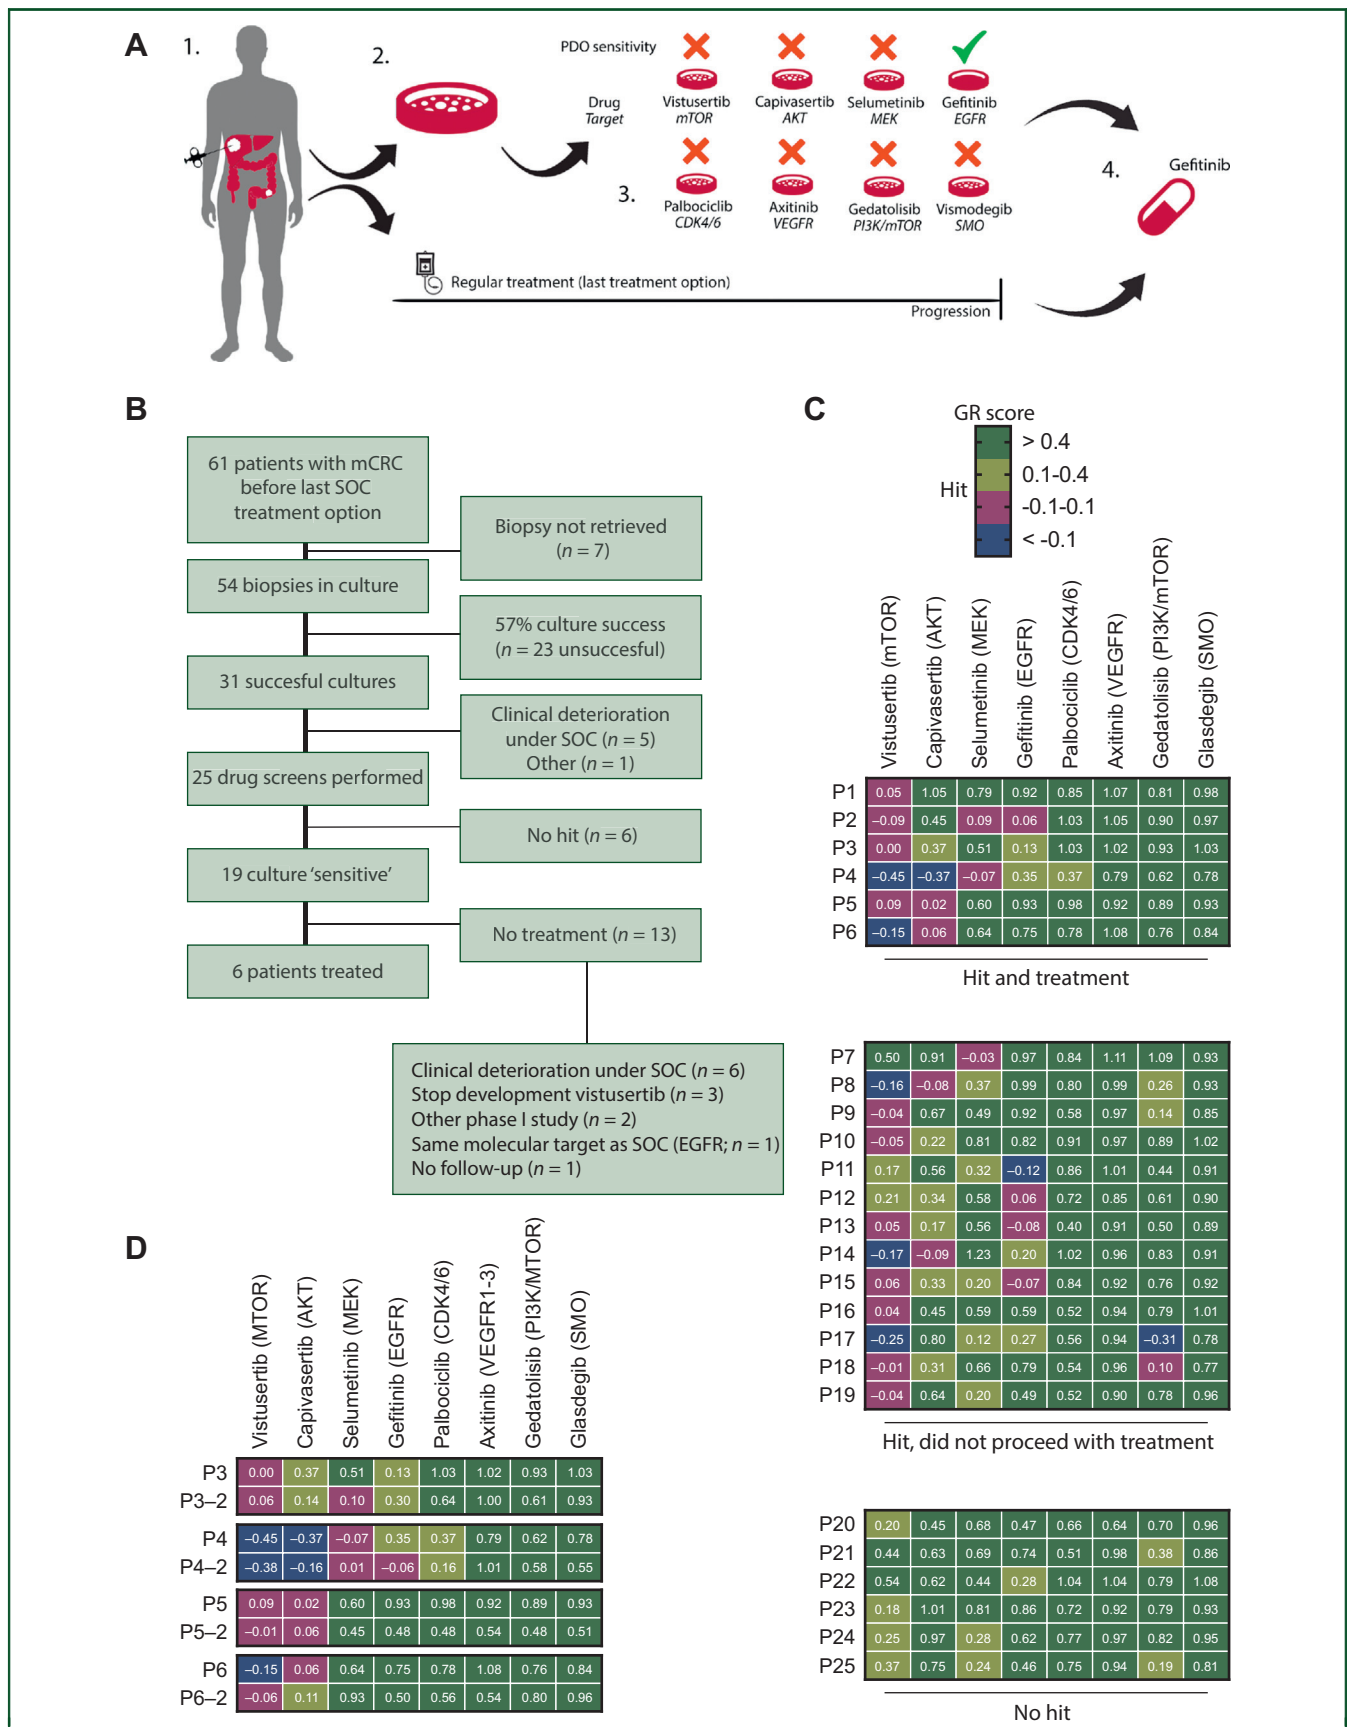 A
1.
2.
PDO sensitivity
Drug
Target
Vistusertib
mTOR
Capivasertib
AKT
Selumetinib
MEK
Gefitinib
EGFR
3.
Palbociclib
CDK4/6
Axitinib
VEGFR
Gedatolisib
PI3K/mTOR
Vismodegib
SMO
4.
Gefitinib
Regular treatment (last treatment option)
Progression
B
61 patients with mCRC
before last SOC
treatment option
Biopsy not retrieved
(n = 7)
54 biopsies in culture
57% culture success
(n = 23 unsuccesful)
31 succesful cultures
Clinical deterioration
under SOC (n = 5)
Other (n = 1)
25 drug screens performed
No hit (n = 6)
19 culture 'sensitive'
No treatment (n = 13)
6 patients treated
Clinical deterioration under SOC (n = 6)
Stop development vistusertib (n = 3)
Other phase I study (n = 2)
Same molecular target as SOC (EGFR; n = 1)
No follow-up (n = 1)
C
GR score
Hit
> 0.4
0.1-0.4
-0.1-0.1
< -0.1
Vistusertib (mTOR)
Capivasertib (AKT)
Selumetinib (MEK)
Gefitinib (EGFR)
Palbociclib (CDK4/6)
Axitinib (VEGFR)
Gedatolisib (PI3K/mTOR)
Glasdegib (SMO)
P1 0.05 1.05 0.79 0.92 0.85 1.07 0.81 0.98
P2 –0.09 0.45 0.09 0.06 1.03 1.05 0.90 0.97
P3 0.00 0.37 0.51 0.13 1.03 1.02 0.93 1.03
P4 –0.45 –0.37 –0.07 0.35 0.37 0.79 0.62 0.78
P5 0.09 0.02 0.60 0.93 0.98 0.92 0.89 0.93
P6 –0.15 0.06 0.64 0.75 0.78 1.08 0.76 0.84
Hit and treatment
P7 0.50 0.91 –0.03 0.97 0.84 1.11 1.09 0.93
P8 –0.16 –0.08 0.37 0.99 0.80 0.99 0.26 0.93
P9 –0.04 0.67 0.49 0.92 0.58 0.97 0.14 0.85
P10 –0.05 0.22 0.81 0.82 0.91 0.97 0.89 1.02
P11 0.17 0.56 0.32 –0.12 0.86 1.01 0.44 0.91
P12 0.21 0.34 0.58 0.06 0.72 0.85 0.61 0.90
P13 0.05 0.17 0.56 –0.08 0.40 0.91 0.50 0.89
P14 –0.17 –0.09 1.23 0.20 1.02 0.96 0.83 0.91
P15 0.06 0.33 0.20 –0.07 0.84 0.92 0.76 0.92
P16 0.04 0.45 0.59 0.59 0.52 0.94 0.79 1.01
P17 –0.25 0.80 0.12 0.27 0.56 0.94 –0.31 0.78
P18 –0.01 0.31 0.66 0.79 0.54 0.96 0.10 0.77
P19 –0.04 0.64 0.20 0.49 0.52 0.90 0.78 0.96
Hit, did not proceed with treatment
P20 0.20 0.45 0.68 0.47 0.66 0.64 0.70 0.96
P21 0.44 0.63 0.69 0.74 0.51 0.98 0.38 0.86
P22 0.54 0.62 0.44 0.28 1.04 1.04 0.79 1.08
P23 0.18 1.01 0.81 0.86 0.72 0.92 0.79 0.93
P24 0.25 0.97 0.28 0.62 0.77 0.97 0.82 0.95
P25 0.37 0.75 0.24 0.46 0.75 0.94 0.19 0.81
No hit
D
Vistusertib (MTOR)
Capivasertib (AKT)
Selumetinib (MEK)
Gefitinib (EGFR)
Palbociclib (CDK4/6)
Axitinib (VEGFR1-3)
Gedatolisib (PI3K/MTOR)
Glasdegib (SMO)
P3 0.00 0.37 0.51 0.13 1.03 1.02 0.93 1.03
P3–2 0.06 0.14 0.10 0.30 0.64 1.00 0.61 0.93
P4 –0.45 –0.37 –0.07 0.35 0.37 0.79 0.62 0.78
P4–2 –0.38 –0.16 0.01 –0.06 0.16 1.01 0.58 0.55
P5 0.09 0.02 0.60 0.93 0.98 0.92 0.89 0.93
P5–2 –0.01 0.06 0.45 0.48 0.48 0.54 0.48 0.51
P6 –0.15 0.06 0.64 0.75 0.78 1.08 0.76 0.84
P6–2 –0.06 0.11 0.93 0.50 0.56 0.54 0.80 0.96